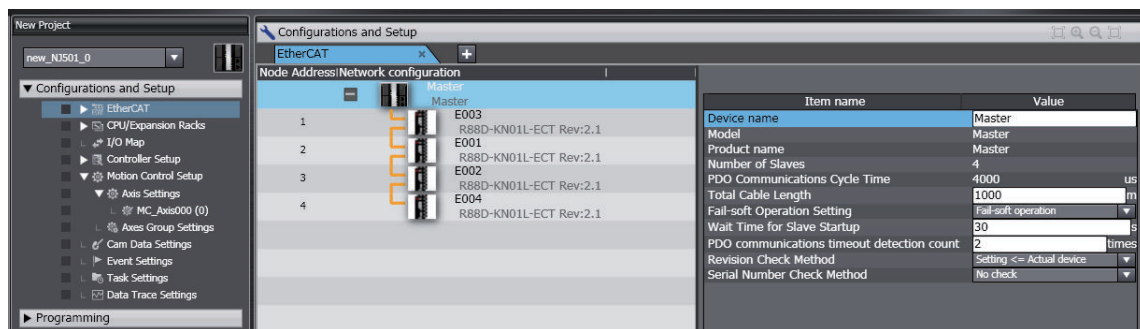 New Project
new_NJ501_0
Configurations and Setup
EtherCAT
CPU/Expansion Racks
I/O Map
Controller Setup
Motion Control Setup
Axis Settings
MC_Axis000 (0)
Axes Group Settings
Cam Data Settings
Event Settings
Task Settings
Data Trace Settings
Programming
Configurations and Setup
EtherCAT × +
Node Address Network configuration
Master
Master
1 E003
R88D-KN01L-ECT Rev:2.1
2 E001
R88D-KN01L-ECT Rev:2.1
3 E002
R88D-KN01L-ECT Rev:2.1
4 E004
R88D-KN01L-ECT Rev:2.1
Item name Value
Device name Master
Model Master
Product name Master
Number of Slaves 4
PDO Communications Cycle Time 4000 us
Total Cable Length 1000 m
Fail-soft Operation Setting Fail-soft operation
Wait Time for Slave Startup 30 s
PDO communications timeout detection count 2 times
Revision Check Method Setting <= Actual device
Serial Number Check Method No check